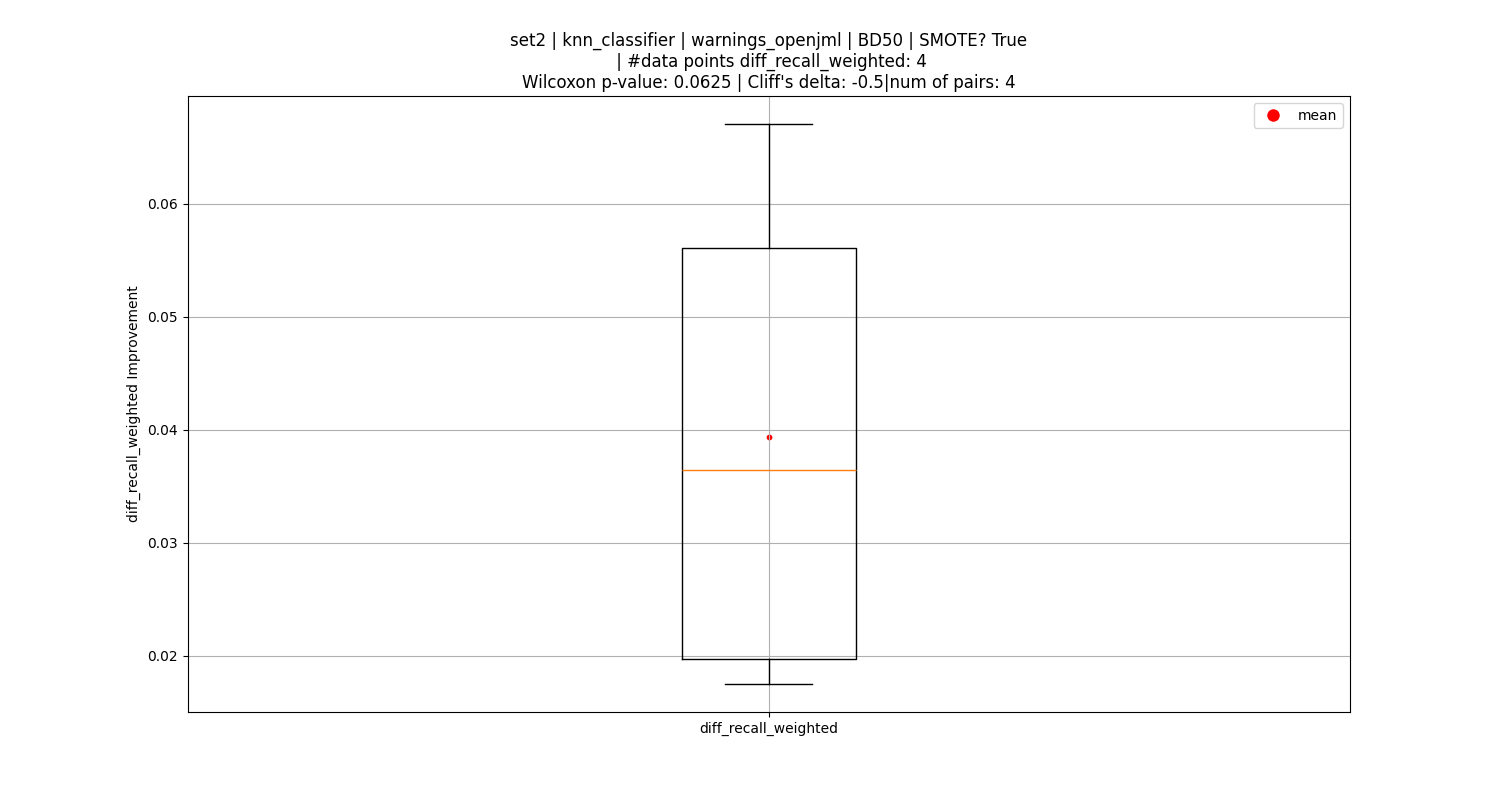 set2 | knn_classifier | warnings_openjml | BD50 | SMOTE? True
| #data points diff_recall_weighted: 4
Wilcoxon p-value: 0.0625 | Cliff's delta: -0.5|num of pairs: 4
mean
0.06
0.05
0.04
0.03
0.02
diff_recall_weighted Improvement
diff_recall_weighted